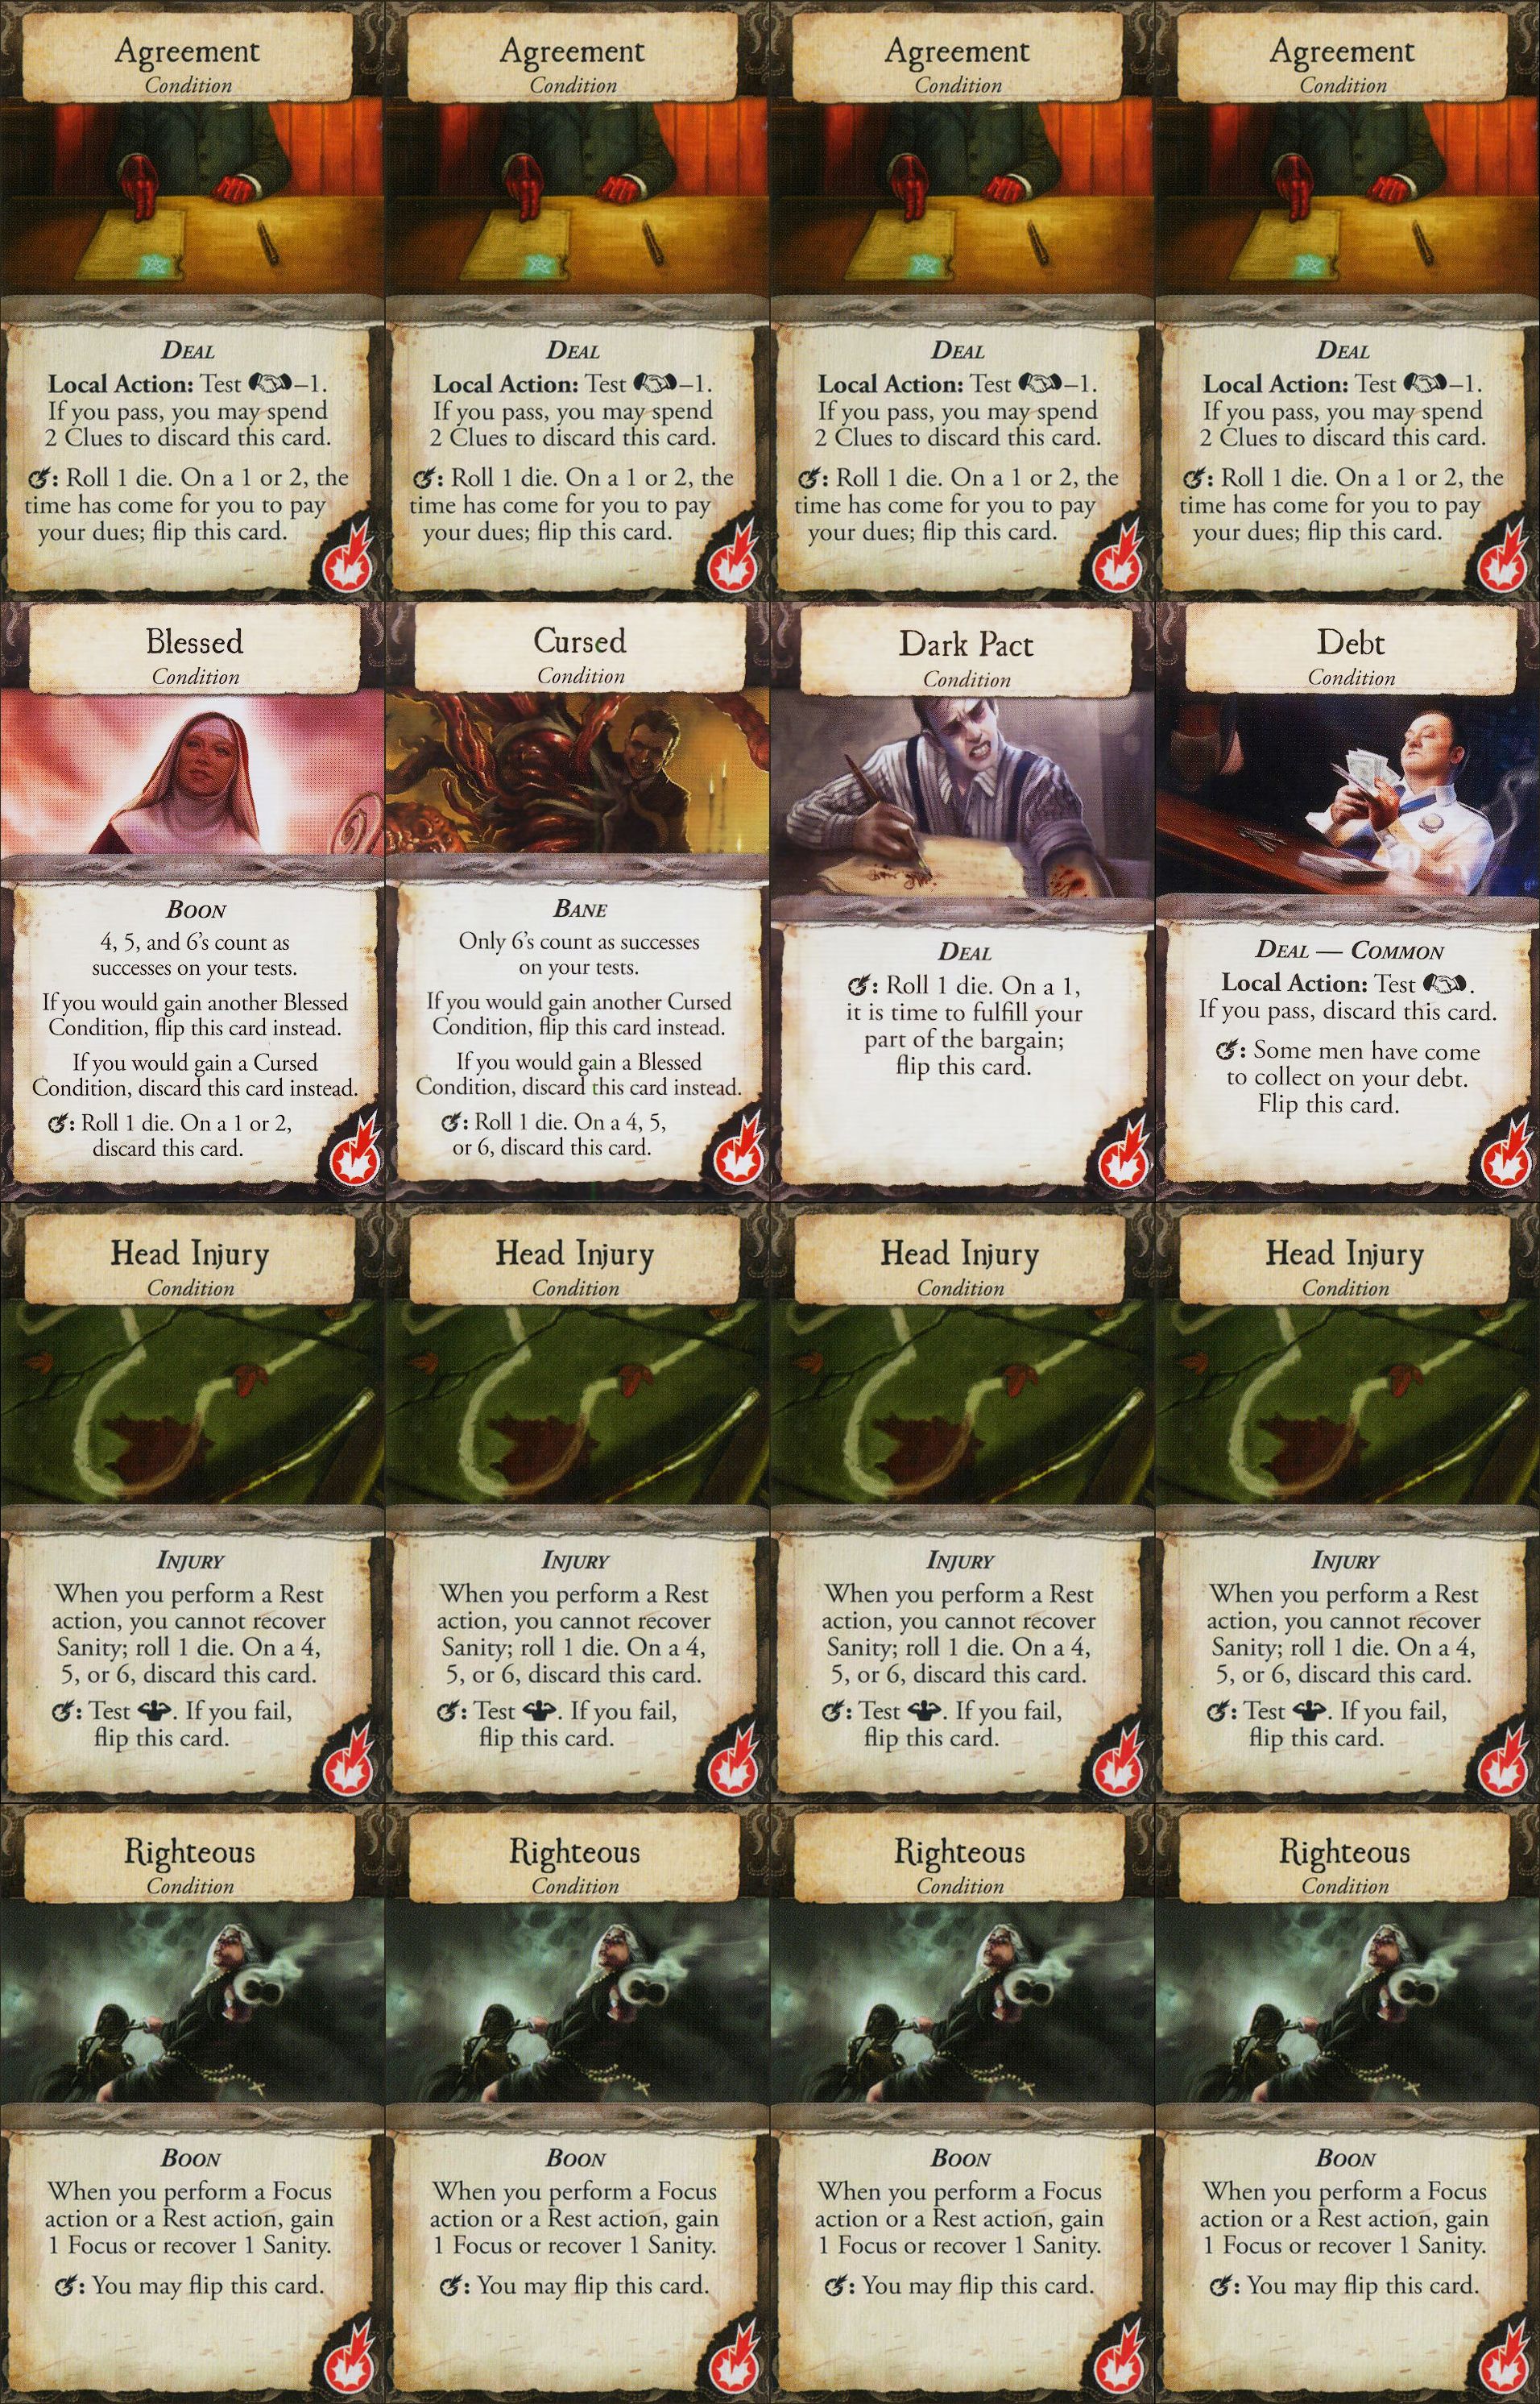 Agreement
Condition
DEAL
Local Action: Test –1.
If you pass, you may spend
2 Clues to discard this card.
: Roll 1 die. On a 1 or 2, the
time has come for you to pay
your dues; flip this card.
Agreement
Condition
DEAL
Local Action: Test –1.
If you pass, you may spend
2 Clues to discard this card.
: Roll 1 die. On a 1 or 2, the
time has come for you to pay
your dues; flip this card.
Agreement
Condition
DEAL
Local Action: Test –1.
If you pass, you may spend
2 Clues to discard this card.
: Roll 1 die. On a 1 or 2, the
time has come for you to pay
your dues; flip this card.
Agreement
Condition
DEAL
Local Action: Test –1.
If you pass, you may spend
2 Clues to discard this card.
: Roll 1 die. On a 1 or 2, the
time has come for you to pay
your dues; flip this card.
Blessed
Condition
BOON
4, 5, and 6's count as
successes on your tests.
If you would gain another Blessed
Condition, flip this card instead.
If you would gain a Cursed
Condition, discard this card instead.
: Roll 1 die. On a 1 or 2,
discard this card.
Cursed
Condition
BANE
Only 6's count as successes
on your tests.
If you would gain another Cursed
Condition, flip this card instead.
If you would gain a Blessed
Condition, discard this card instead.
: Roll 1 die. On a 4, 5,
or 6, discard this card.
Dark Pact
Condition
DEAL
: Roll 1 die. On a 1,
it is time to fulfill your
part of the bargain;
flip this card.
Debt
Condition
DEAL — COMMON
Local Action: Test .
If you pass, discard this card.
: Some men have come
to collect on your debt.
Flip this card.
Head Injury
Condition
INJURY
When you perform a Rest
action, you cannot recover
Sanity; roll 1 die. On a 4,
5, or 6, discard this card.
: Test . If you fail,
flip this card.
Head Injury
Condition
INJURY
When you perform a Rest
action, you cannot recover
Sanity; roll 1 die. On a 4,
5, or 6, discard this card.
: Test . If you fail,
flip this card.
Head Injury
Condition
INJURY
When you perform a Rest
action, you cannot recover
Sanity; roll 1 die. On a 4,
5, or 6, discard this card.
: Test . If you fail,
flip this card.
Head Injury
Condition
INJURY
When you perform a Rest
action, you cannot recover
Sanity; roll 1 die. On a 4,
5, or 6, discard this card.
: Test . If you fail,
flip this card.
Righteous
Condition
BOON
When you perform a Focus
action or a Rest action, gain
1 Focus or recover 1 Sanity.
: You may flip this card.
Righteous
Condition
BOON
When you perform a Focus
action or a Rest action, gain
1 Focus or recover 1 Sanity.
: You may flip this card.
Righteous
Condition
BOON
When you perform a Focus
action or a Rest action, gain
1 Focus or recover 1 Sanity.
: You may flip this card.
Righteous
Condition
BOON
When you perform a Focus
action or a Rest action, gain
1 Focus or recover 1 Sanity.
: You may flip this card.